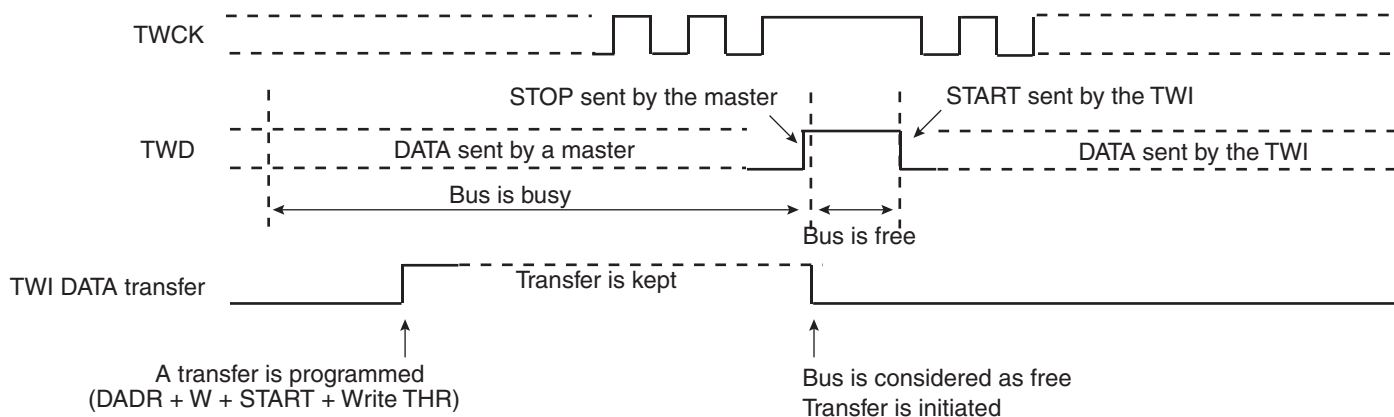 TWCK
STOP sent by the master
START sent by the TWI
TWD
DATA sent by a master
DATA sent by the TWI
Bus is busy
Bus is free
TWI DATA transfer
Transfer is kept
A transfer is programmed
(DADR + W + START + Write THR)
Bus is considered as free
Transfer is initiated